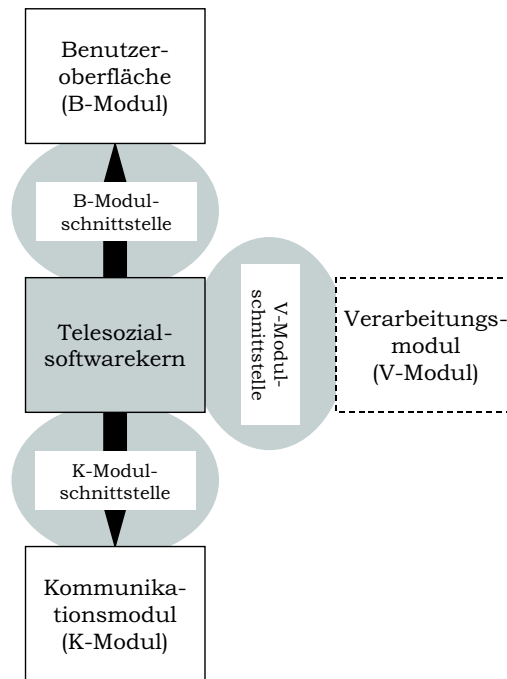 Benutzer-
oberfläche
(B-Modul)
B-Modul-
schnittstelle
Telesozial-
softwarekern
V-Modul-
schnittstelle
Verarbeitungs-
modul
(V-Modul)
K-Modul-
schnittstelle
Kommunika-
tionsmodul
(K-Modul)